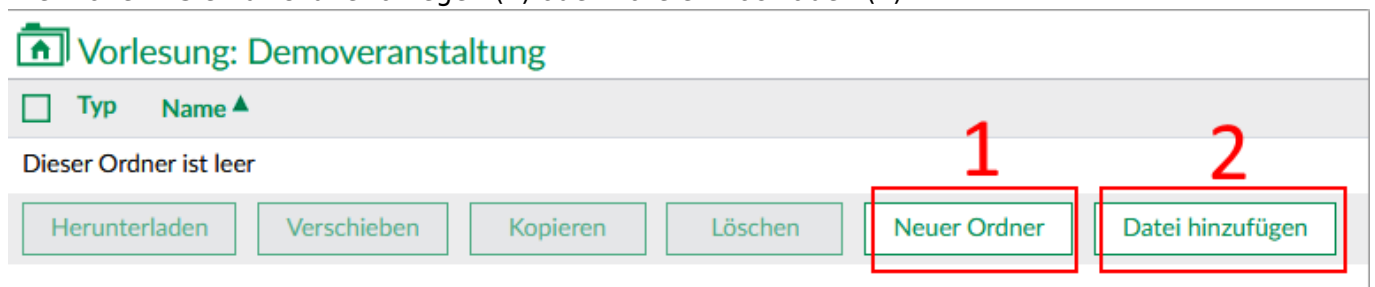 Vorlesung: Demoveranstaltung
Typ Name ▲
Dieser Ordner ist leer
1 2
Herunterladen Verschieben Kopieren Löschen Neuer Ordner Datei hinzufügen